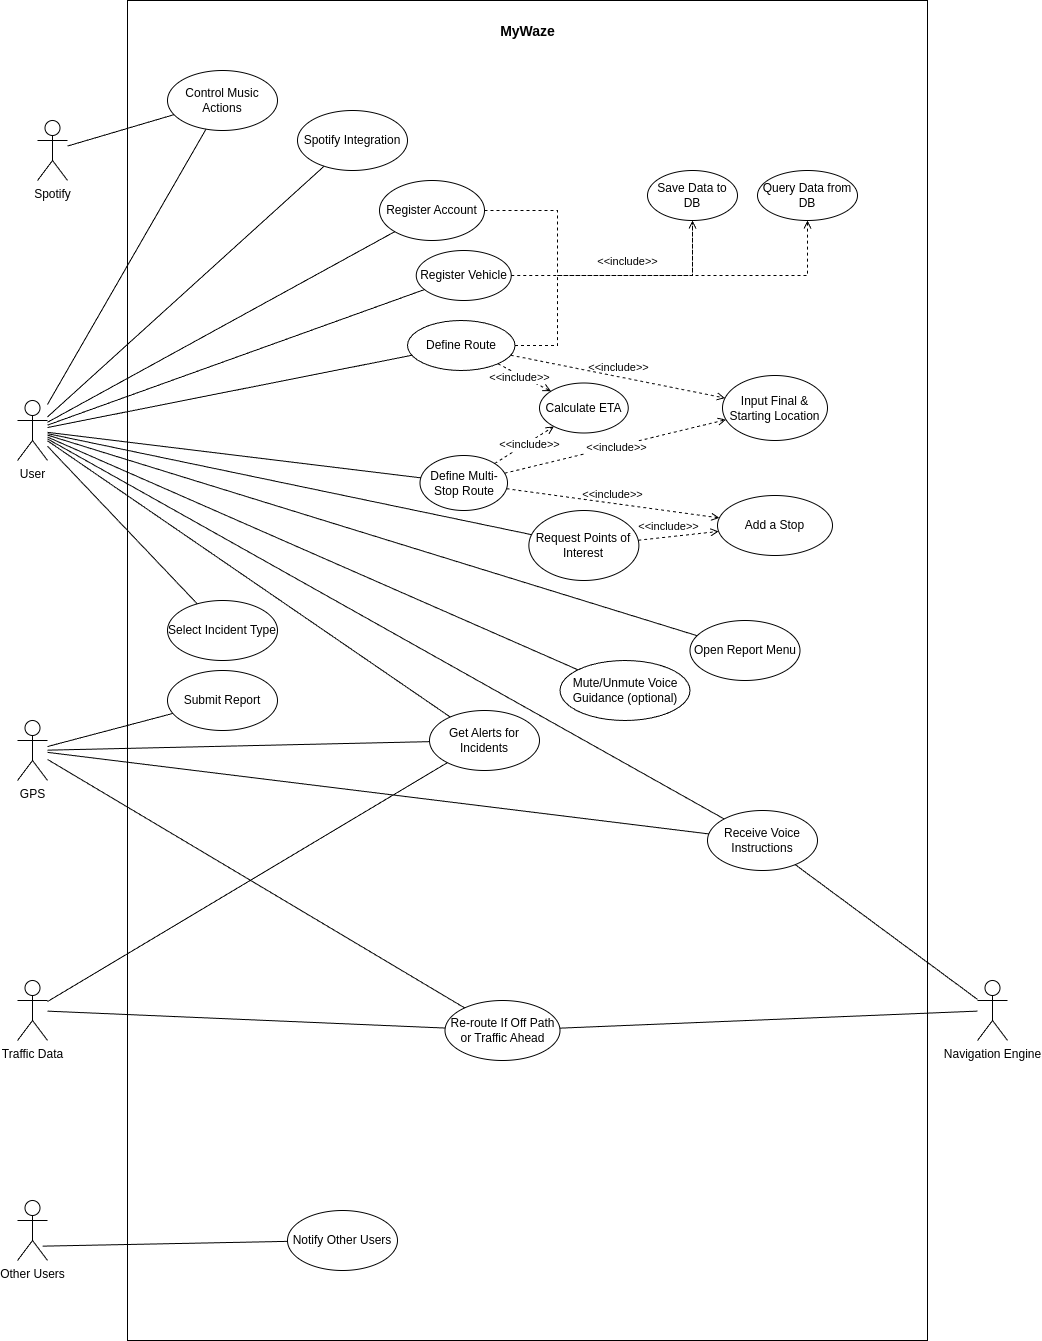 MyWaze
Control Music
Actions
Spotify Integration
Spotify
Register Account
Save Data to
DB
Query Data from
DB
<<include>>
Register Vehicle
Define Route
<<include>>
<<include>>
Calculate ETA
Input Final &
Starting Location
User
<<include>>
<<include>>
Define Multi-
Stop Route
<<include>>
<<include>>
Add a Stop
Request Points of
Interest
Select Incident Type
Open Report Menu
Mute/Unmute Voice
Guidance (optional)
Submit Report
Get Alerts for
Incidents
GPS
Receive Voice
Instructions
Re-route If Off Path
or Traffic Ahead
Traffic Data
Navigation Engine
Notify Other Users
Other Users